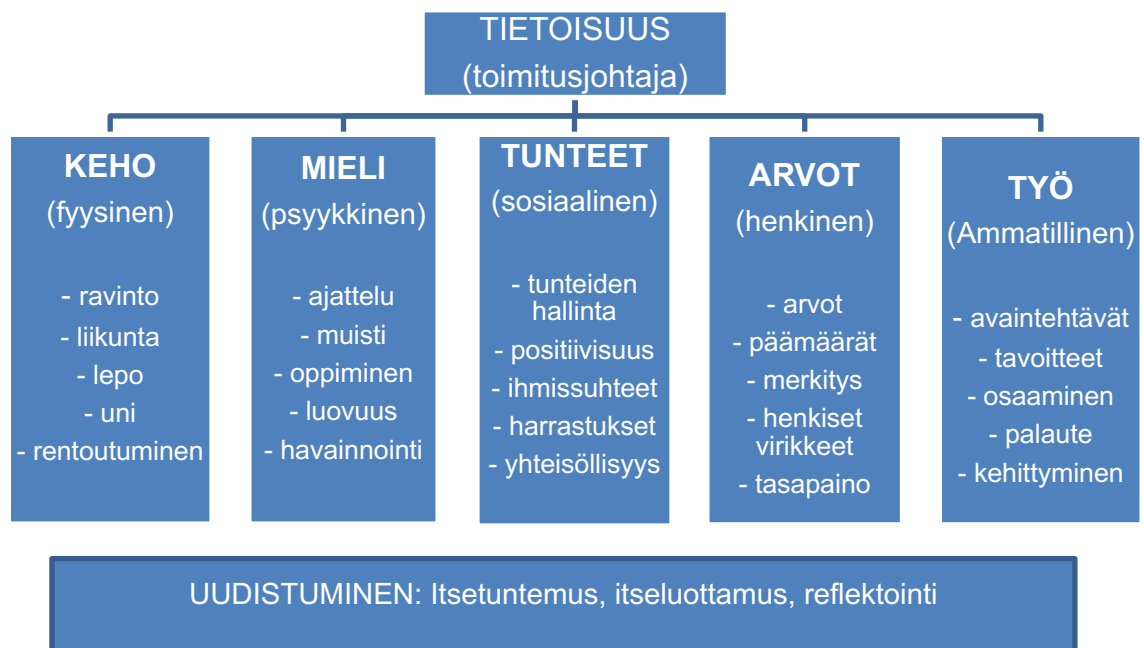 TIETOISUUS
(toimitusjohtaja)
KEHO
(fyysinen)
- ravinto
- liikunta
- lepo
- uni
- rentoutuminen
MIELI
(psyykkinen)
- ajattelu
- muisti
- oppiminen
- luovuus
- havainnointi
TUNTEET
(sosiaalinen)
- tunteiden
hallinta
- positiivisuus
- ihmissuhteet
- harrastukset
- yhteisöllisyys
ARVOT
(henkinen)
- arvot
- päämäärät
- merkitys
- henkiset
virikkeet
- tasapaino
TYÖ
(Ammatillinen)
- avaintehtävät
- tavoitteet
- osaaminen
- palaute
- kehittyminen
UUDISTUMINEN: Itsetuntemus, itseluottamus, reflektointi